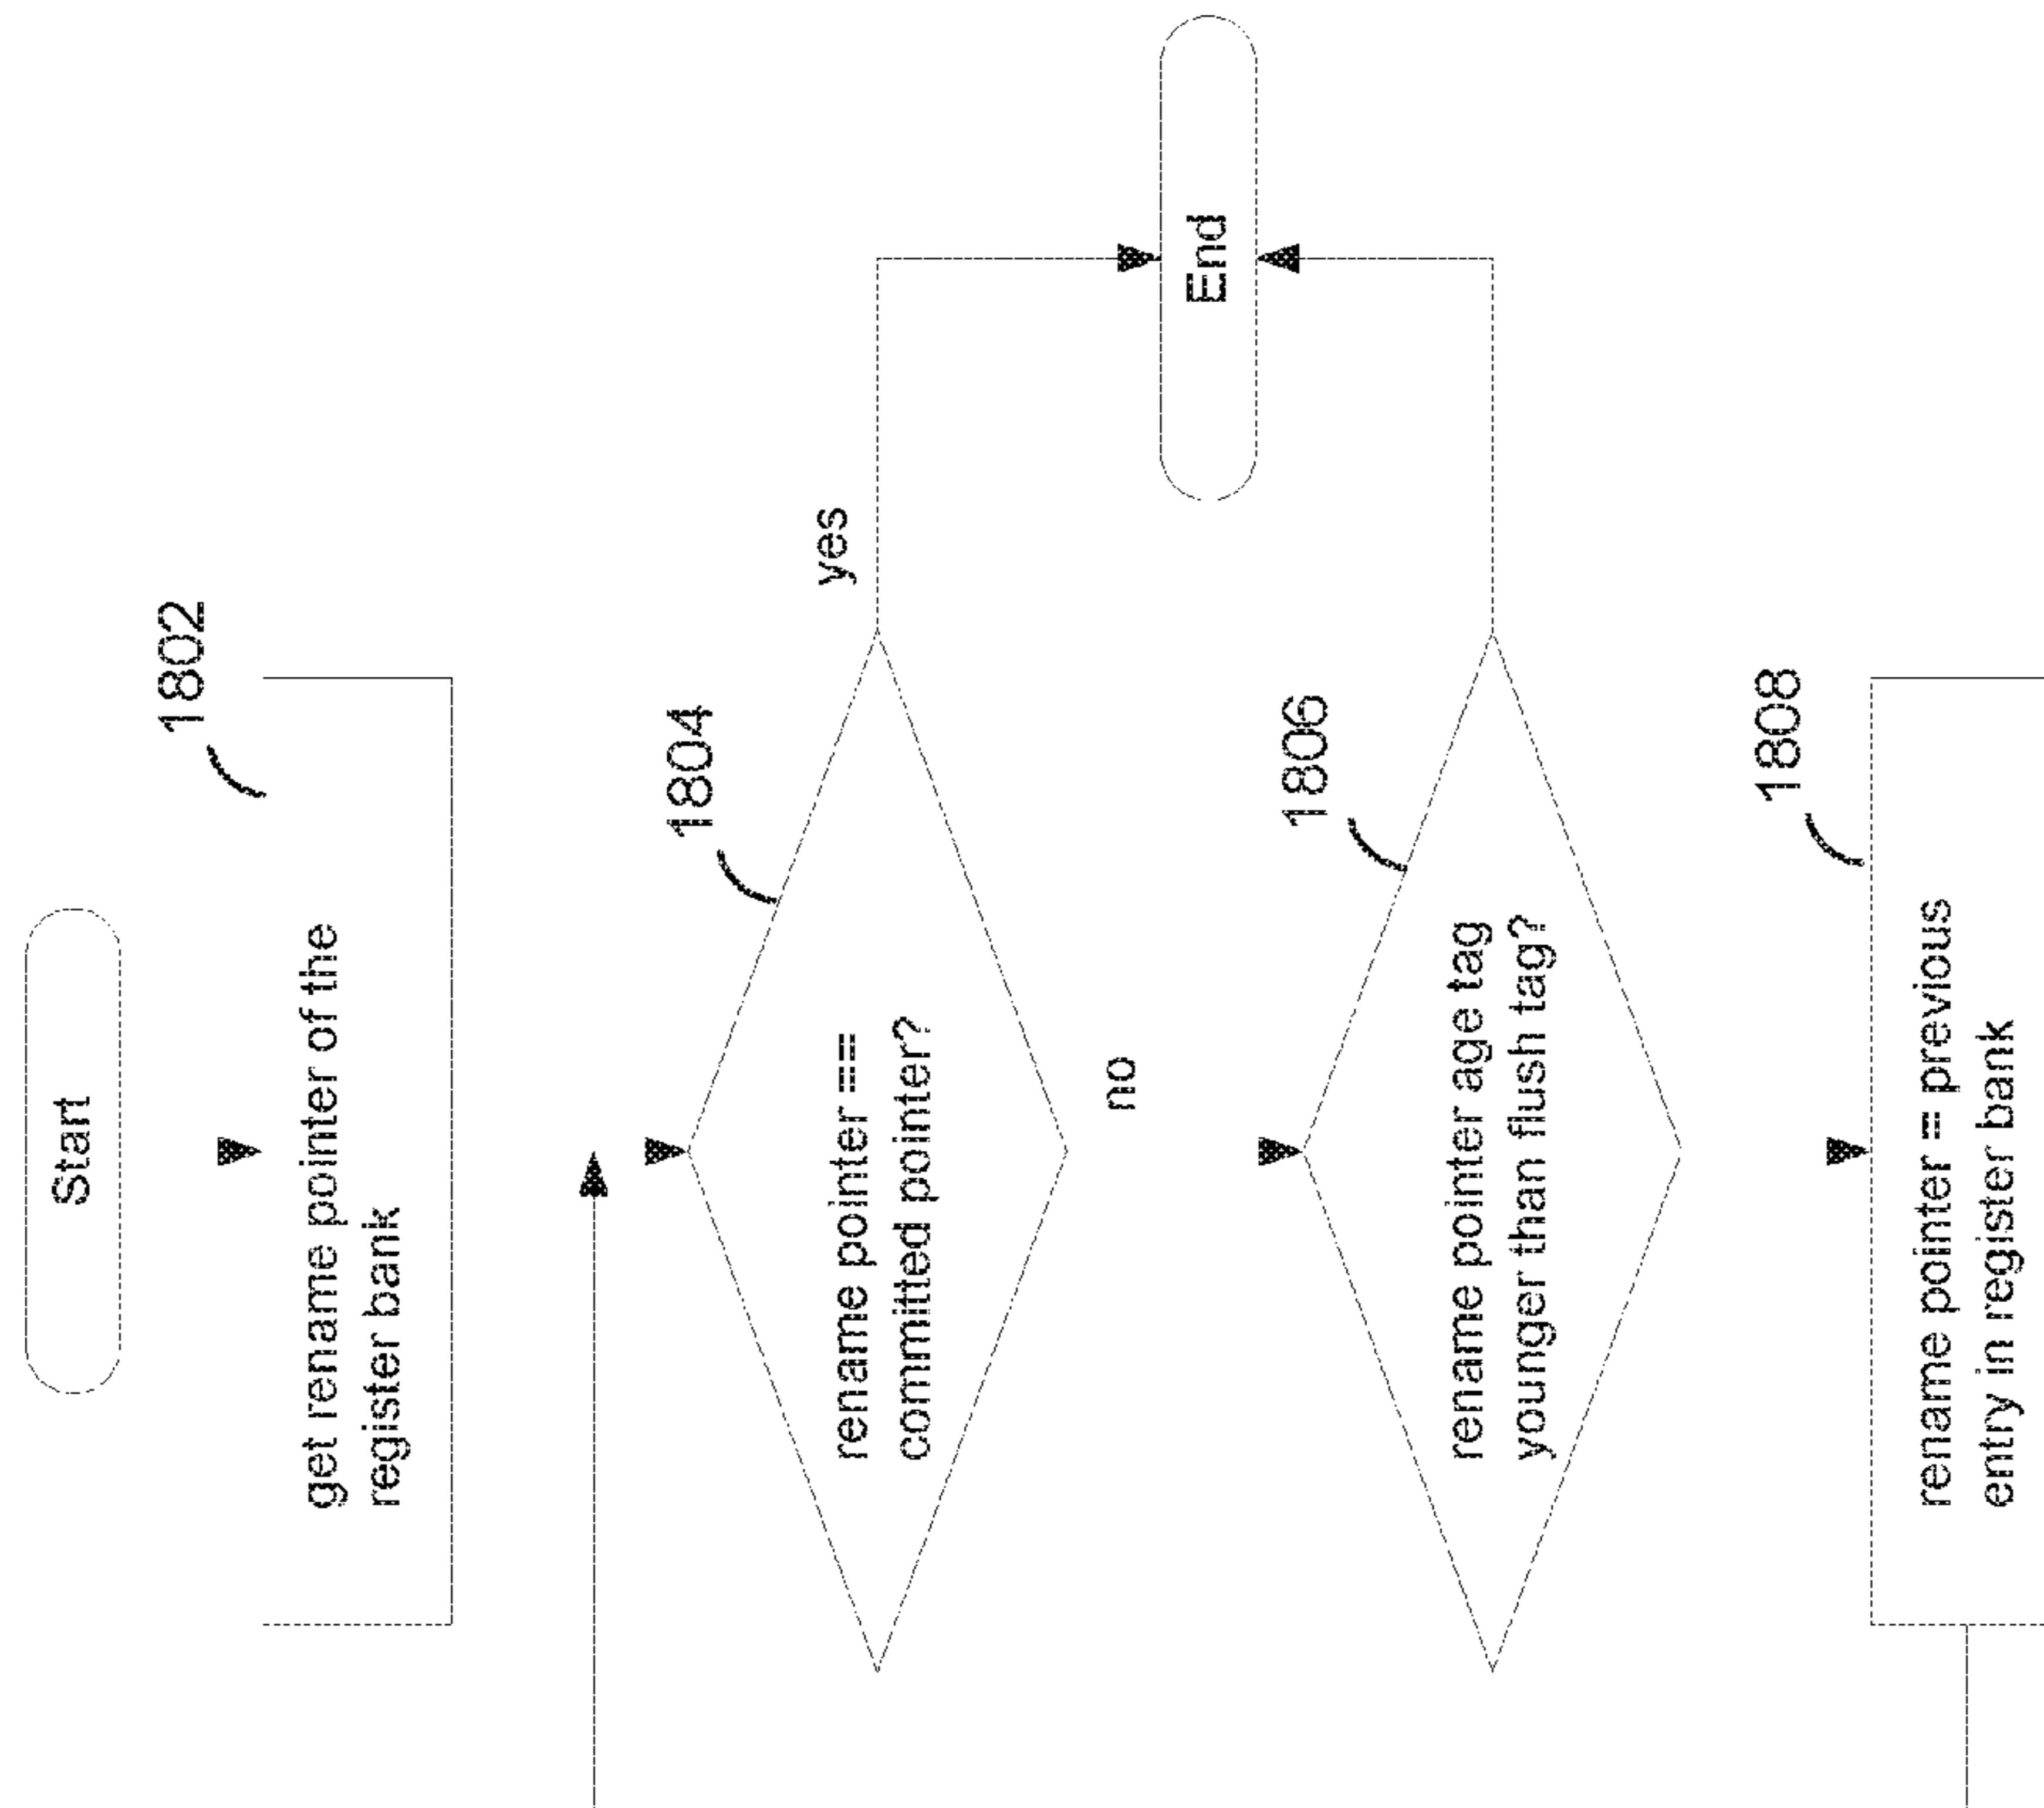 Start
1802
get rename pointer of the
register bank
1804
rename pointer ==
committed pointer?
yes
no
1806
rename pointer age tag
younger than flush tag?
End
1808
rename pointer = previous
entry in register bank